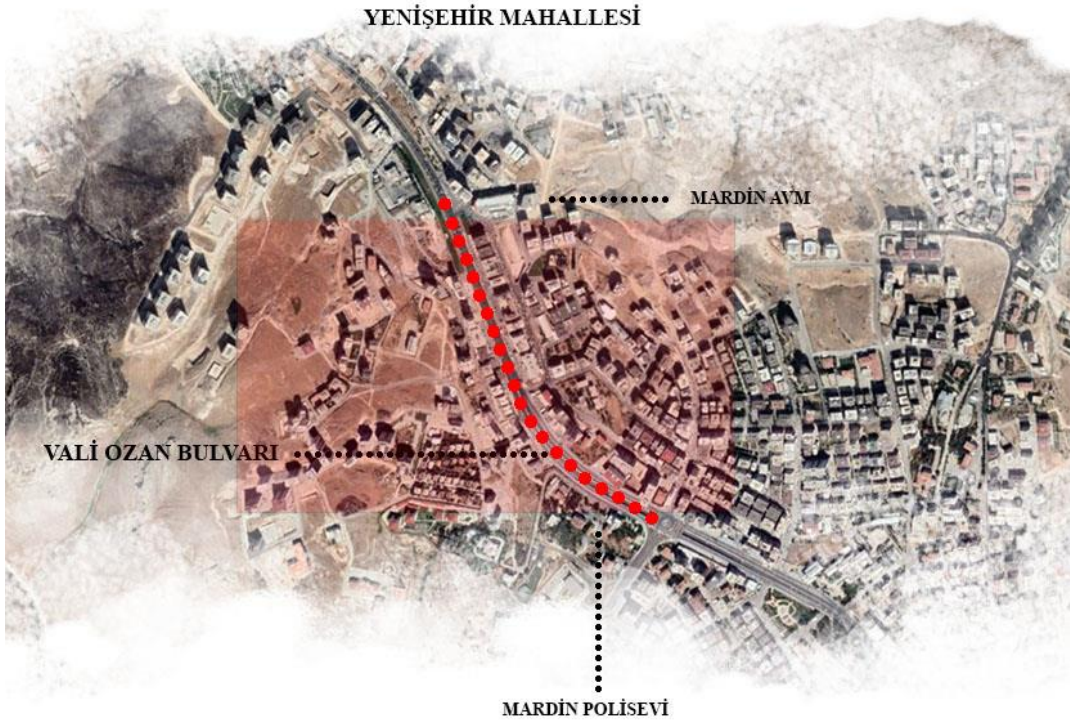 YENİŞEHİR MAHALLESİ
MARDİN AVM
VALİ OZAN BULVARI
MARDİN POLİSEVİ